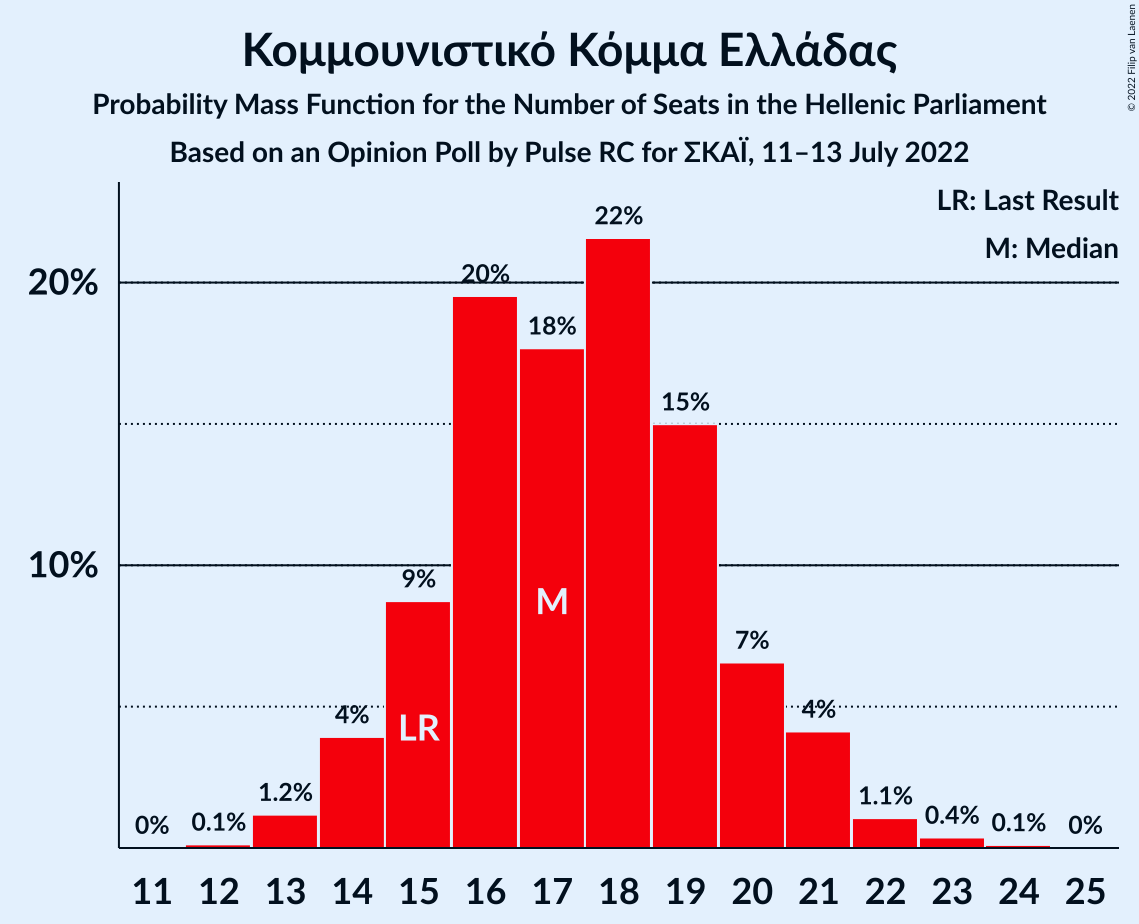 Κομμουνιστικό Κόμμα Ελλάδας
Probability Mass Function for the Number of Seats in the Hellenic Parliament
Based on an Opinion Poll by Pulse RC for ΣΚΑΪ, 11–13 July 2022
© 2022 Filip van Laenen
LR: Last Result
M: Median
20%
10%
0%
0.1%
1.2%
4%
9%
20%
18%
22%
15%
7%
4%
1.1%
0.4%
0.1%
0%
LR
M
11 12 13 14 15 16 17 18 19 20 21 22 23 24 25